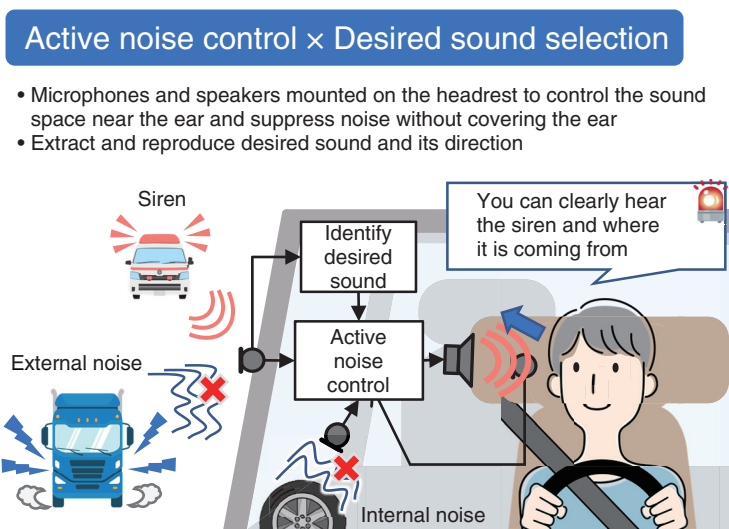 Active noise control × Desired sound selection
• Microphones and speakers mounted on the headrest to control the sound
space near the ear and suppress noise without covering the ear
• Extract and reproduce desired sound and its direction
Siren
You can clearly hear
the siren and where
it is coming from
Identify
desired
sound
External noise
Active
noise
control
Internal noise